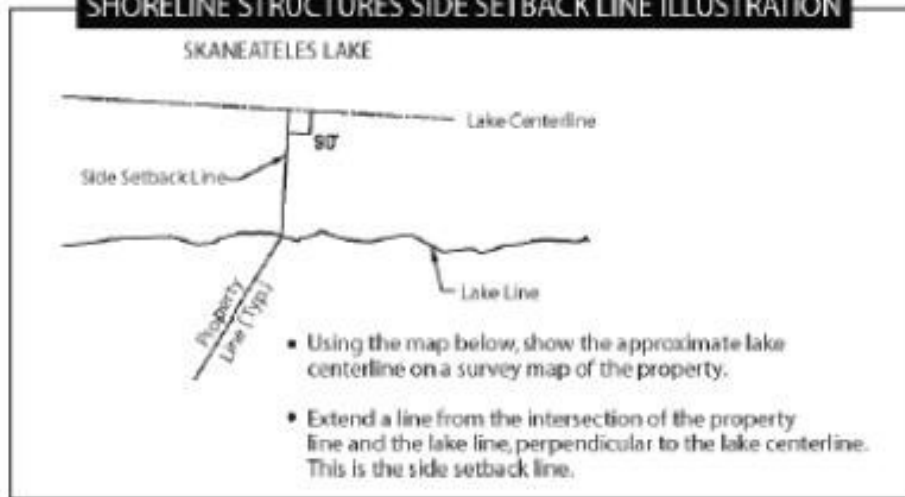 SHORELINE STRUCTURES SIDE SETBACK LINE ILLUSTRATION
SKANEATELES LAKE
Lake Centerline
90°
Side Setback Line
Lake Line
Property
Line (Typ.)
• Using the map below, show the approximate lake
centerline on a survey map of the property.
• Extend a line from the intersection of the property
line and the lake line, perpendicular to the lake centerline.
This is the side setback line.